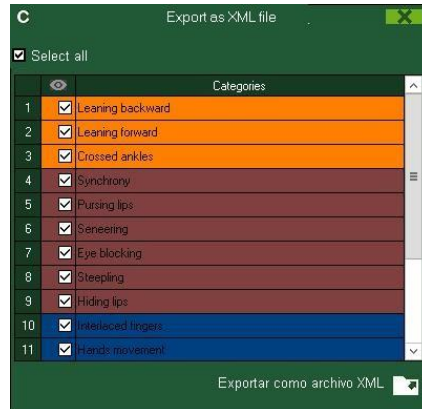 C Export as XML file X
Select all
Categories
1 Leaning backward
2 Leaning forward
3 Crossed ankles
4 Synchrony
5 Pursing lips
6 Seneering
7 Eye blocking
8 Steepling
9 Hiding lips
10 Interlaced fingers
11 Hands movement
Exportar como archivo XML